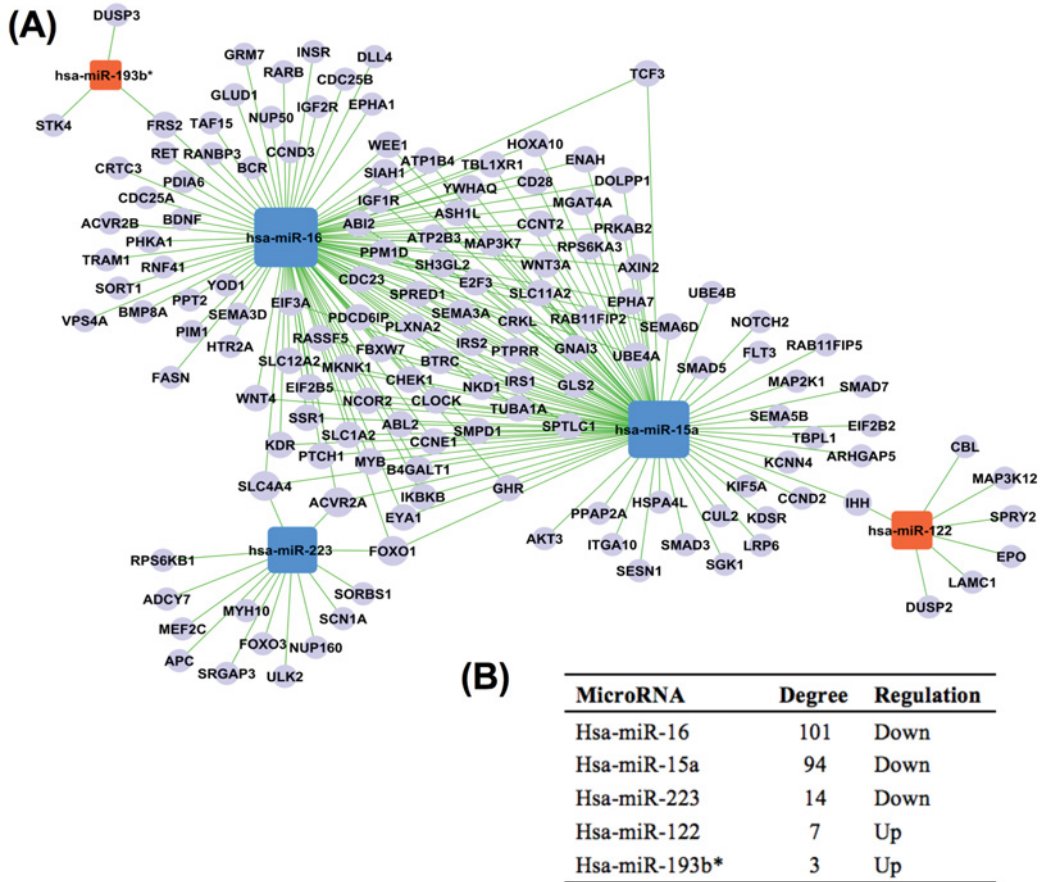 (A)
DUSP3
hsa-miR-193b*
STK4
FRS2
GRM7
INSR
DLL4
RARB
CDC25B
GLUD1
IGF2R
EPHA1
NUP50
TAF15
CCND3
RET
RANBP3
BCR
CRTC3
PDIA6
CDC25A
ACVR2B
BDNF
hsa-miR-16
PHKA1
TRAM1
RNF41
SORT1
YOD1
PPT2
BMP8A
VPS4A
SEMA3D
PIM1
HTR2A
FASN
TCF3
WEE1
HOXA10
ATP1B4
ENAH
SIAH1
TBL1XR1
CD28
DOLPP1
YWHAQ
IGF1R
MGAT4A
ASH1L
ABI2
CCNT2
PRKAB2
ATP2B3
MAP3K7
RPS6KA3
PPM1D
SH3GL2
WNT3A
AXIN2
CDC23
E2F3
SPRED1
SLC11A2
EPHA7
EIF3A
PDCD6IP
SEMA3A
CRKL
RAB11FIP2
SEMA6D
UBE4B
PLXNA2
RASSF5
IRS2
GNAI3
NOTCH2
FBXW7
PTPRR
UBE4A
FLT3
RAB11FIP5
SLC12A2
MKNK1
BTRC
SMAD5
EIF2B5
CHEK1
NKD1
IRS1
GLS2
MAP2K1
SMAD7
WNT4
NCOR2
CLOCK
TUBA1A
SSR1
ABL2
SPTLC1
hsa-miR-15a
SEMA5B
EIF2B2
SLC1A2
SMPD1
TBPL1
KDR
CCNE1
ARHGAP5
PTCH1
MYB
B4GALT1
KCNN4
CBL
SLC4A4
GHR
KIF5A
MAP3K12
ACVR2A
IKBKB
HSPA4L
CCND2
IHH
EYA1
PPAP2A
CUL2
KDSR
SPRY2
hsa-miR-122
AKT3
ITGA10
SMAD3
LRP6
EPO
hsa-miR-223
FOXO1
SESN1
SGK1
LAMC1
RPS6KB1
DUSP2
ADCY7
SORBS1
MYH10
SCN1A
MEF2C
FOXO3
NUP160
APC
SRGAP3
ULK2
(B)
MicroRNA Degree Regulation
Hsa-miR-16 101 Down
Hsa-miR-15a 94 Down
Hsa-miR-223 14 Down
Hsa-miR-122 7 Up
Hsa-miR-193b* 3 Up